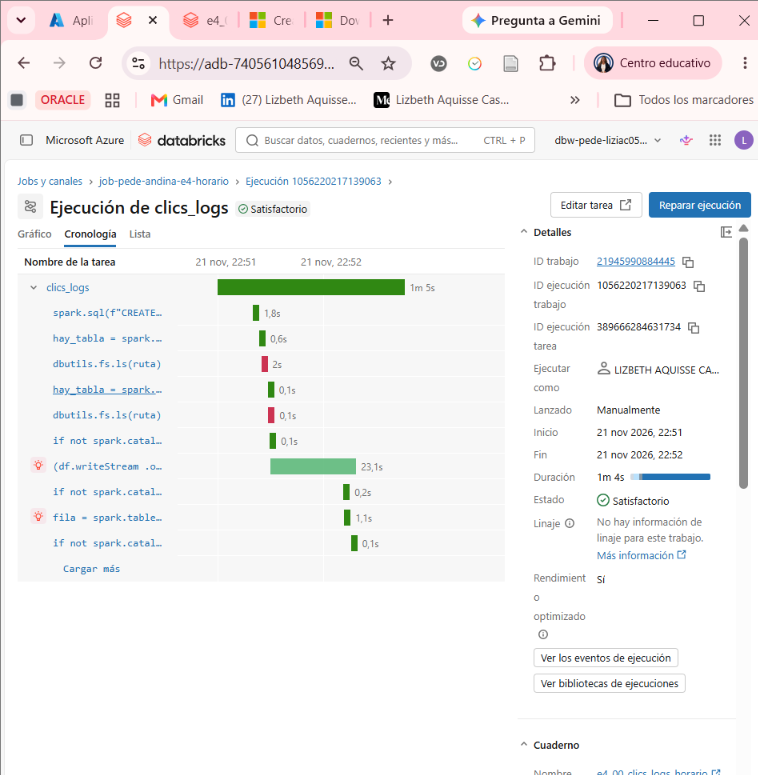 Apli
e4_
Cre
Dov
Pregunta a Gemini
https://adb-740561048569...
Centro educativo
ORACLE
Gmail
(27) Lizbeth Aquisse...
Lizbeth Aquisse Cas...
»
Todos los marcadores
Microsoft Azure
databricks
Buscar datos, cuadernos, recientes y más...
CTRL + P
dbw-pede-liziac05...
L
Jobs y canales › job-pede-andina-e4-horario › Ejecución 1056220217139063 ›
Ejecución de clics_logs
Satisfactorio
Editar tarea
Reparar ejecución
Gráfico
Cronología
Lista
Nombre de la tarea
21 nov, 22:51
21 nov, 22:52
clics_logs
1m 5s
spark.sql(f"CREATE…
1,8s
hay_tabla = spark.…
0,6s
dbutils.fs.ls(ruta)
2s
hay_tabla = spark.…
0,1s
dbutils.fs.ls(ruta)
0,1s
if not spark.catal…
0,1s
(df.writeStream .o…
23,1s
if not spark.catal…
0,2s
fila = spark.table…
1,1s
if not spark.catal…
0,1s
Cargar más
Detalles
ID trabajo
21945990884445
ID ejecución trabajo
1056220217139063
ID ejecución tarea
389666284631734
Ejecutar como
LIZBETH AQUISSE CA...
Lanzado
Manualmente
Inicio
21 nov 2026, 22:51
Fin
21 nov 2026, 22:52
Duración
1m 4s
Estado
Satisfactorio
Linaje
No hay información de
linaje para este trabajo.
Más información
Rendimient
o
optimizado
Sí
Ver los eventos de ejecución
Ver bibliotecas de ejecuciones
Cuaderno
Nombre
e4_00_clics_logs_horario